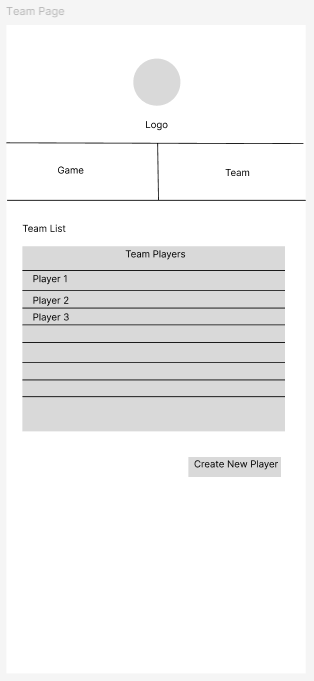 Team Page
Logo
Game
Team
Team List
Team Players
Player 1
Player 2
Player 3
Create New Player